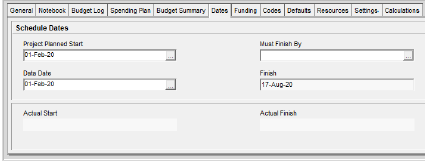 General Notebook Budget Log Spending Plan Budget Summary Dates Funding Codes Defaults Resources Settings Calculations
Schedule Dates
Project Planned Start Must Finish By
01-Feb-20 ... ...
Data Date Finish
01-Feb-20 ... 17-Aug-20
Actual Start Actual Finish